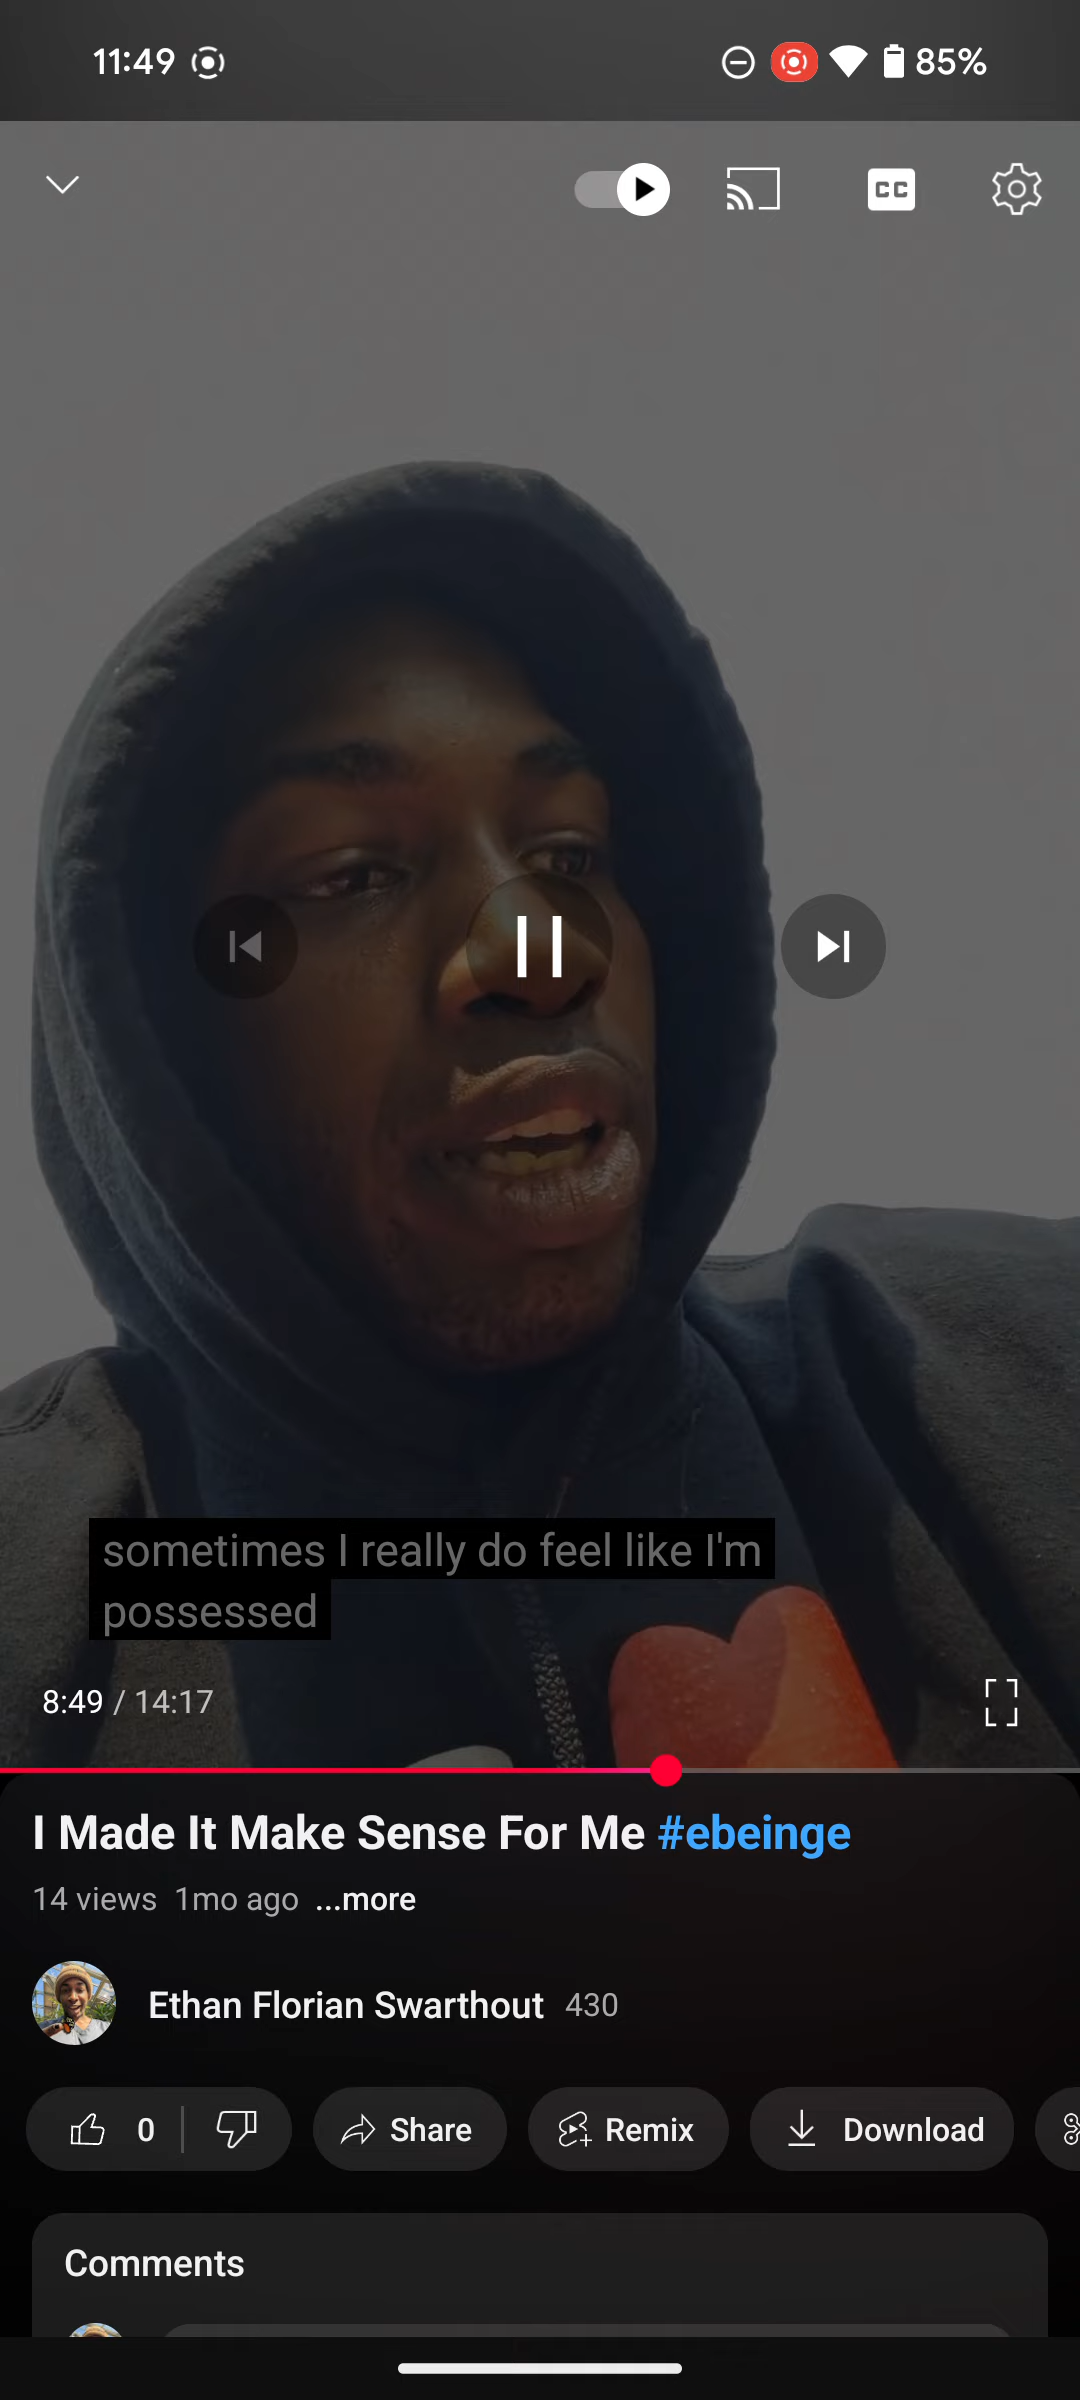 11:49 85%
CC
sometimes I really do feel like I'm
possessed
8:49 / 14:17
I Made It Make Sense For Me #ebeinge
14 views 1mo ago ...more
Ethan Florian Swarthout 430
0 Share Remix Download
Comments